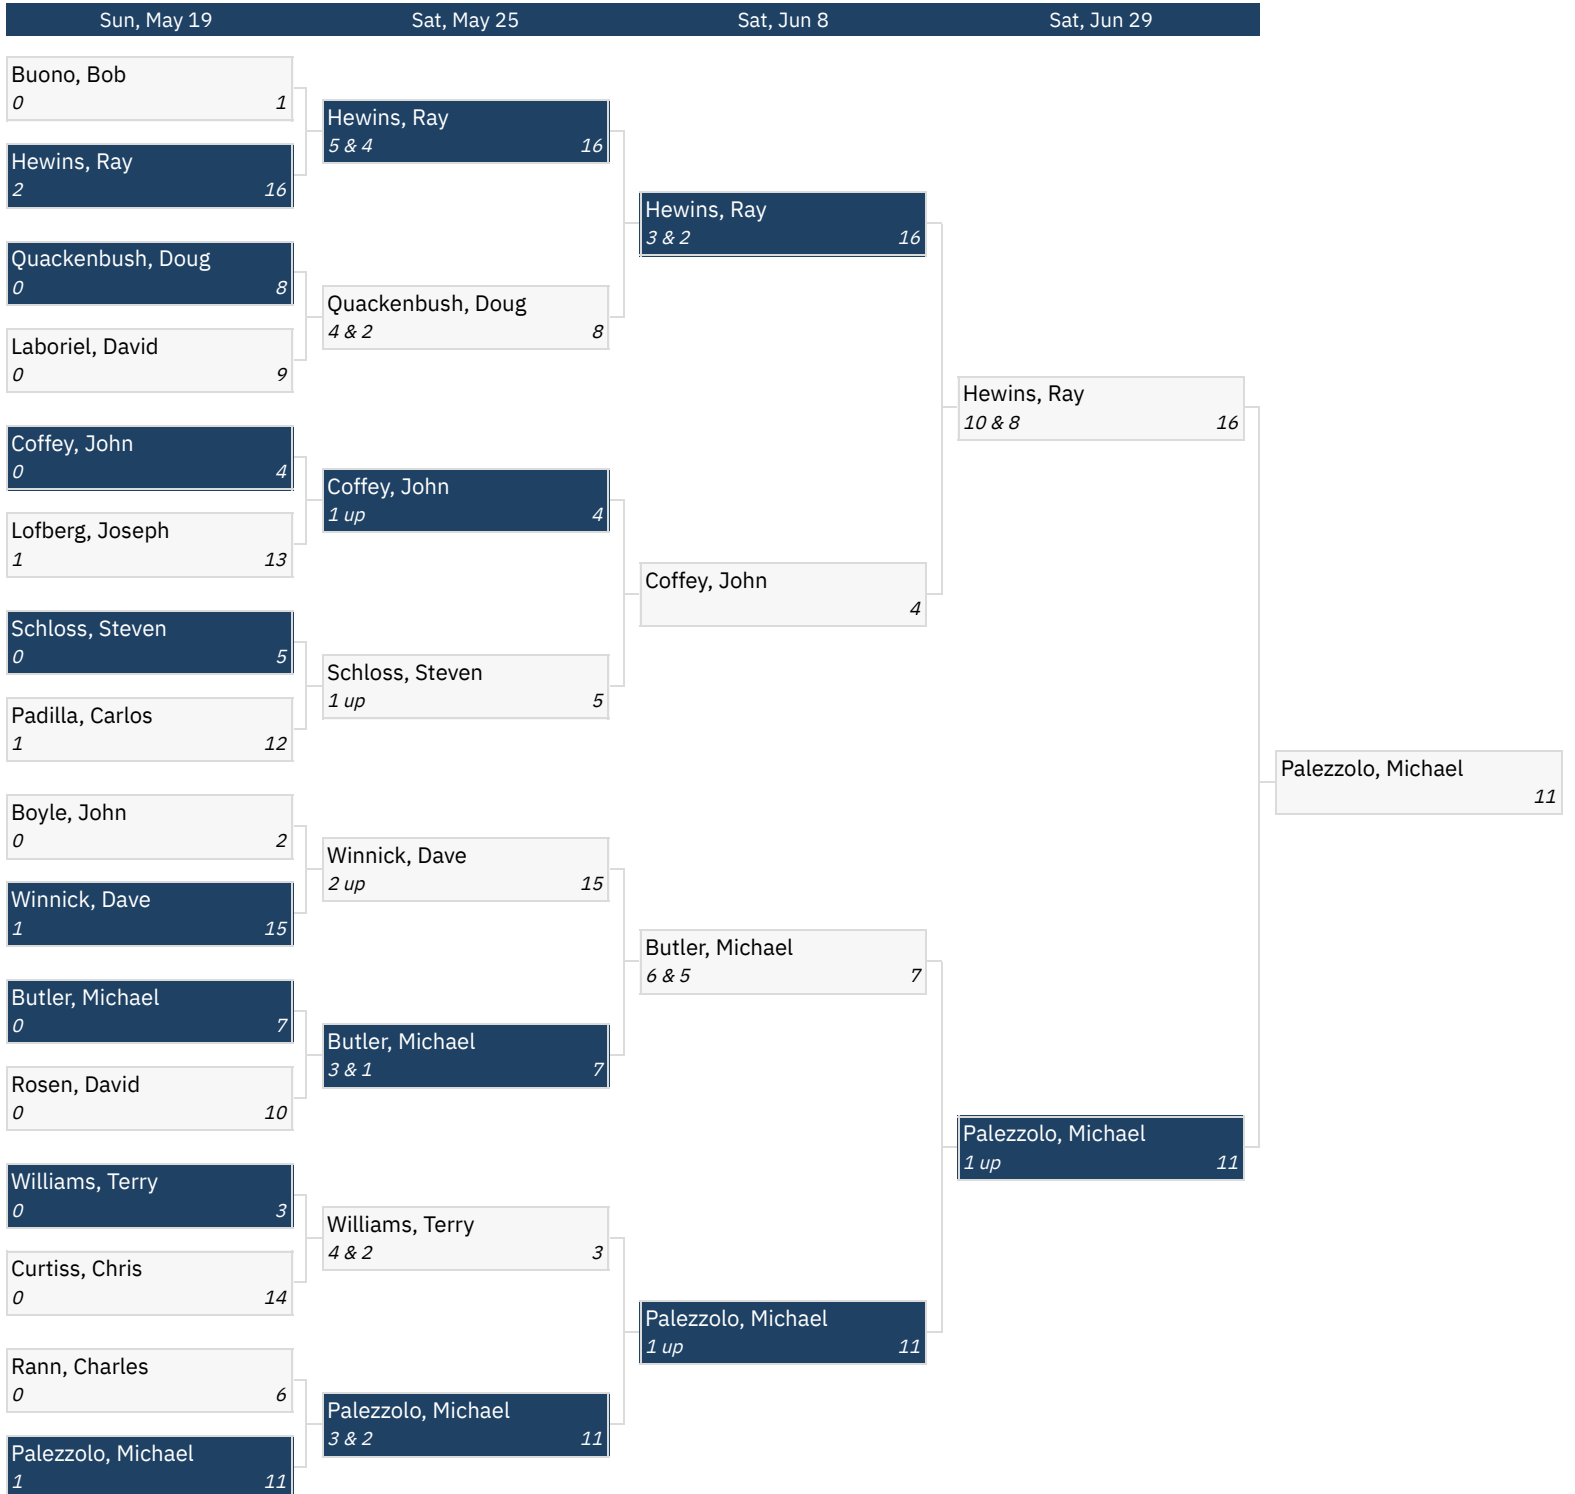 Sun, May 19
Sat, May 25
Sat, Jun 8
Sat, Jun 29
Buono, Bob
0 1
Hewins, Ray
2 16
Quackenbush, Doug
0 8
Laboriel, David
0 9
Coffey, John
0 4
Lofberg, Joseph
1 13
Schloss, Steven
0 5
Padilla, Carlos
1 12
Boyle, John
0 2
Winnick, Dave
1 15
Butler, Michael
0 7
Rosen, David
0 10
Williams, Terry
0 3
Curtiss, Chris
0 14
Rann, Charles
0 6
Palezzolo, Michael
1 11
Hewins, Ray
5 & 4 16
Quackenbush, Doug
4 & 2 8
Coffey, John
1 up 4
Schloss, Steven
1 up 5
Winnick, Dave
2 up 15
Butler, Michael
3 & 1 7
Williams, Terry
4 & 2 3
Palezzolo, Michael
3 & 2 11
Hewins, Ray
3 & 2 16
Coffey, John
4
Butler, Michael
6 & 5 7
Palezzolo, Michael
1 up 11
Hewins, Ray
10 & 8 16
Palezzolo, Michael
1 up 11
Palezzolo, Michael
11